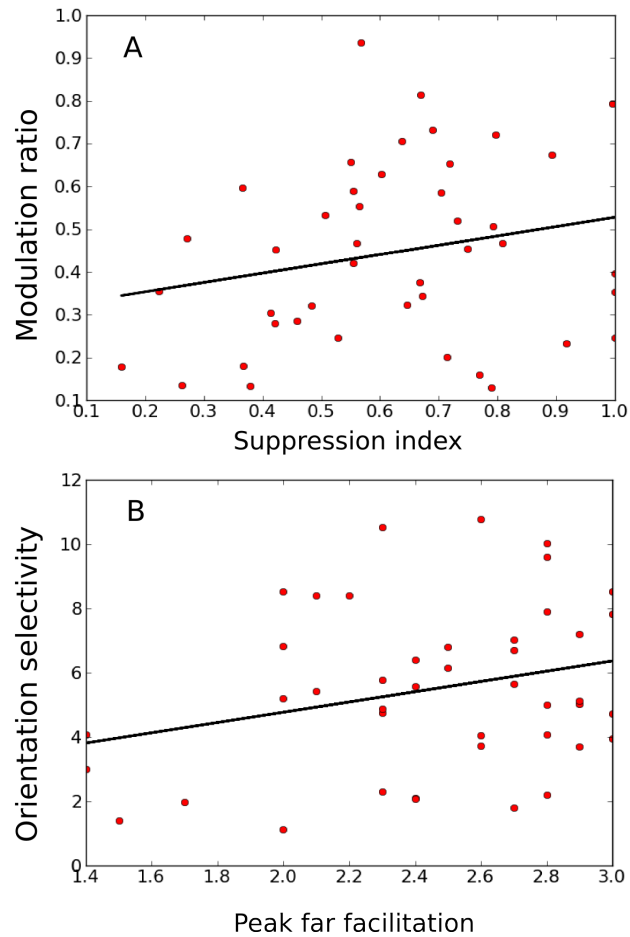 A
Modulation ratio
1.0
0.9
0.8
0.7
0.6
0.5
0.4
0.3
0.2
0.1
0.1 0.2 0.3 0.4 0.5 0.6 0.7 0.8 0.9 1.0
Suppression index
B
Orientation selectivity
12
10
8
6
4
2
0
1.4 1.6 1.8 2.0 2.2 2.4 2.6 2.8 3.0
Peak far facilitation